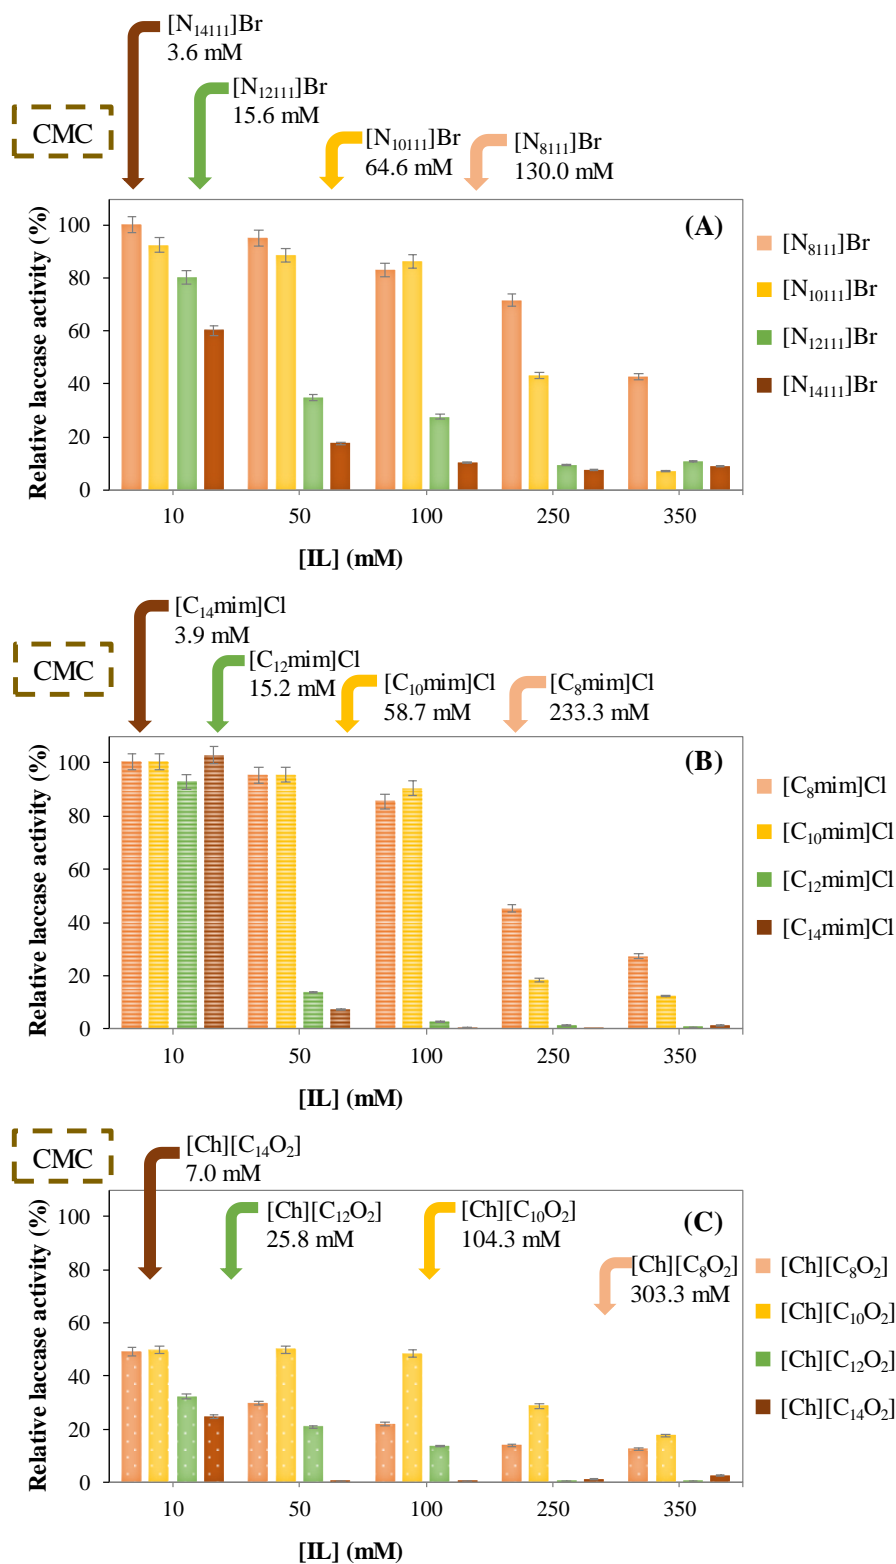 [N₁₄₁₁₁]Br
3.6 mM
[N₁₂₁₁₁]Br
15.6 mM
CMC
[N₁₀₁₁₁]Br
64.6 mM
[N₈₁₁₁]Br
130.0 mM
(A)
Relative laccase activity (%)
100
80
60
40
20
0
10 50 100 250 350
[IL] (mM)
[N₈₁₁₁]Br
[N₁₀₁₁₁]Br
[N₁₂₁₁₁]Br
[N₁₄₁₁₁]Br
[C₁₄mim]Cl
3.9 mM
CMC
[C₁₂mim]Cl
15.2 mM
[C₁₀mim]Cl
58.7 mM
[C₈mim]Cl
233.3 mM
(B)
Relative laccase activity (%)
100
80
60
40
20
0
10 50 100 250 350
[IL] (mM)
[C₈mim]Cl
[C₁₀mim]Cl
[C₁₂mim]Cl
[C₁₄mim]Cl
CMC
[Ch][C₁₄O₂]
7.0 mM
[Ch][C₁₂O₂]
25.8 mM
[Ch][C₁₀O₂]
104.3 mM
(C)
[Ch][C₈O₂]
303.3 mM
Relative laccase activity (%)
100
80
60
40
20
0
10 50 100 250 350
[IL] (mM)
[Ch][C₈O₂]
[Ch][C₁₀O₂]
[Ch][C₁₂O₂]
[Ch][C₁₄O₂]